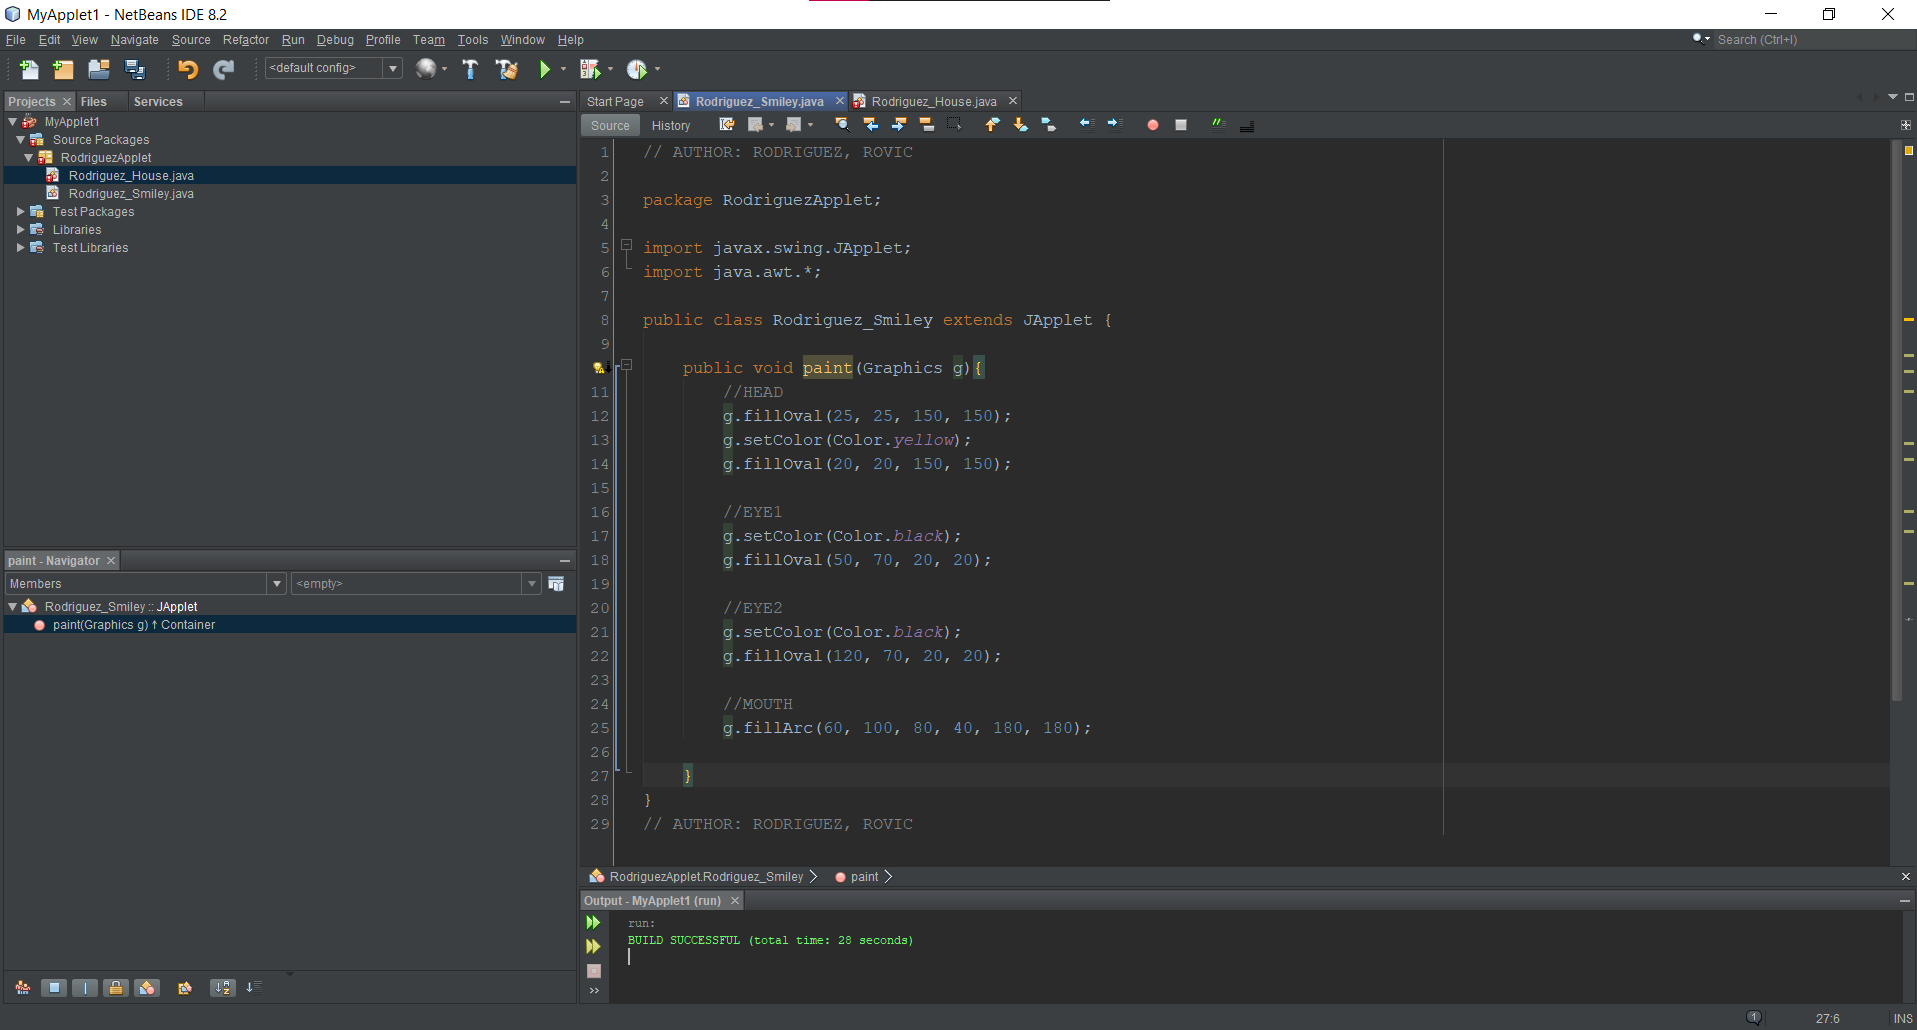 MyApplet1 - NetBeans IDE 8.2
File Edit View Navigate Source Refactor Run Debug Profile Team Tools Window Help
Search (Ctrl+I)
<default config>
Projects Files Services
MyApplet1
Source Packages
RodriguezApplet
Rodriguez_House.java
Rodriguez_Smiley.java
Test Packages
Libraries
Test Libraries
paint - Navigator
Members
<empty>
Rodriguez_Smiley :: JApplet
paint(Graphics g) ↑ Container
Start Page Rodriguez_Smiley.java Rodriguez_House.java
Source History
1 // AUTHOR: RODRIGUEZ, ROVIC
2
3 package RodriguezApplet;
4
5 import javax.swing.JApplet;
6 import java.awt.*;
7
8 public class Rodriguez_Smiley extends JApplet {
9
public void paint(Graphics g){
11 //HEAD
12 g.fillOval(25, 25, 150, 150);
13 g.setColor(Color.yellow);
14 g.fillOval(20, 20, 150, 150);
15
16 //EYE1
17 g.setColor(Color.black);
18 g.fillOval(50, 70, 20, 20);
19
20 //EYE2
21 g.setColor(Color.black);
22 g.fillOval(120, 70, 20, 20);
23
24 //MOUTH
25 g.fillArc(60, 100, 80, 40, 180, 180);
26
27 }
28 }
29 // AUTHOR: RODRIGUEZ, ROVIC
RodriguezApplet.Rodriguez_Smiley paint
Output - MyApplet1 (run)
run:
BUILD SUCCESSFUL (total time: 28 seconds)
1 27:6 INS